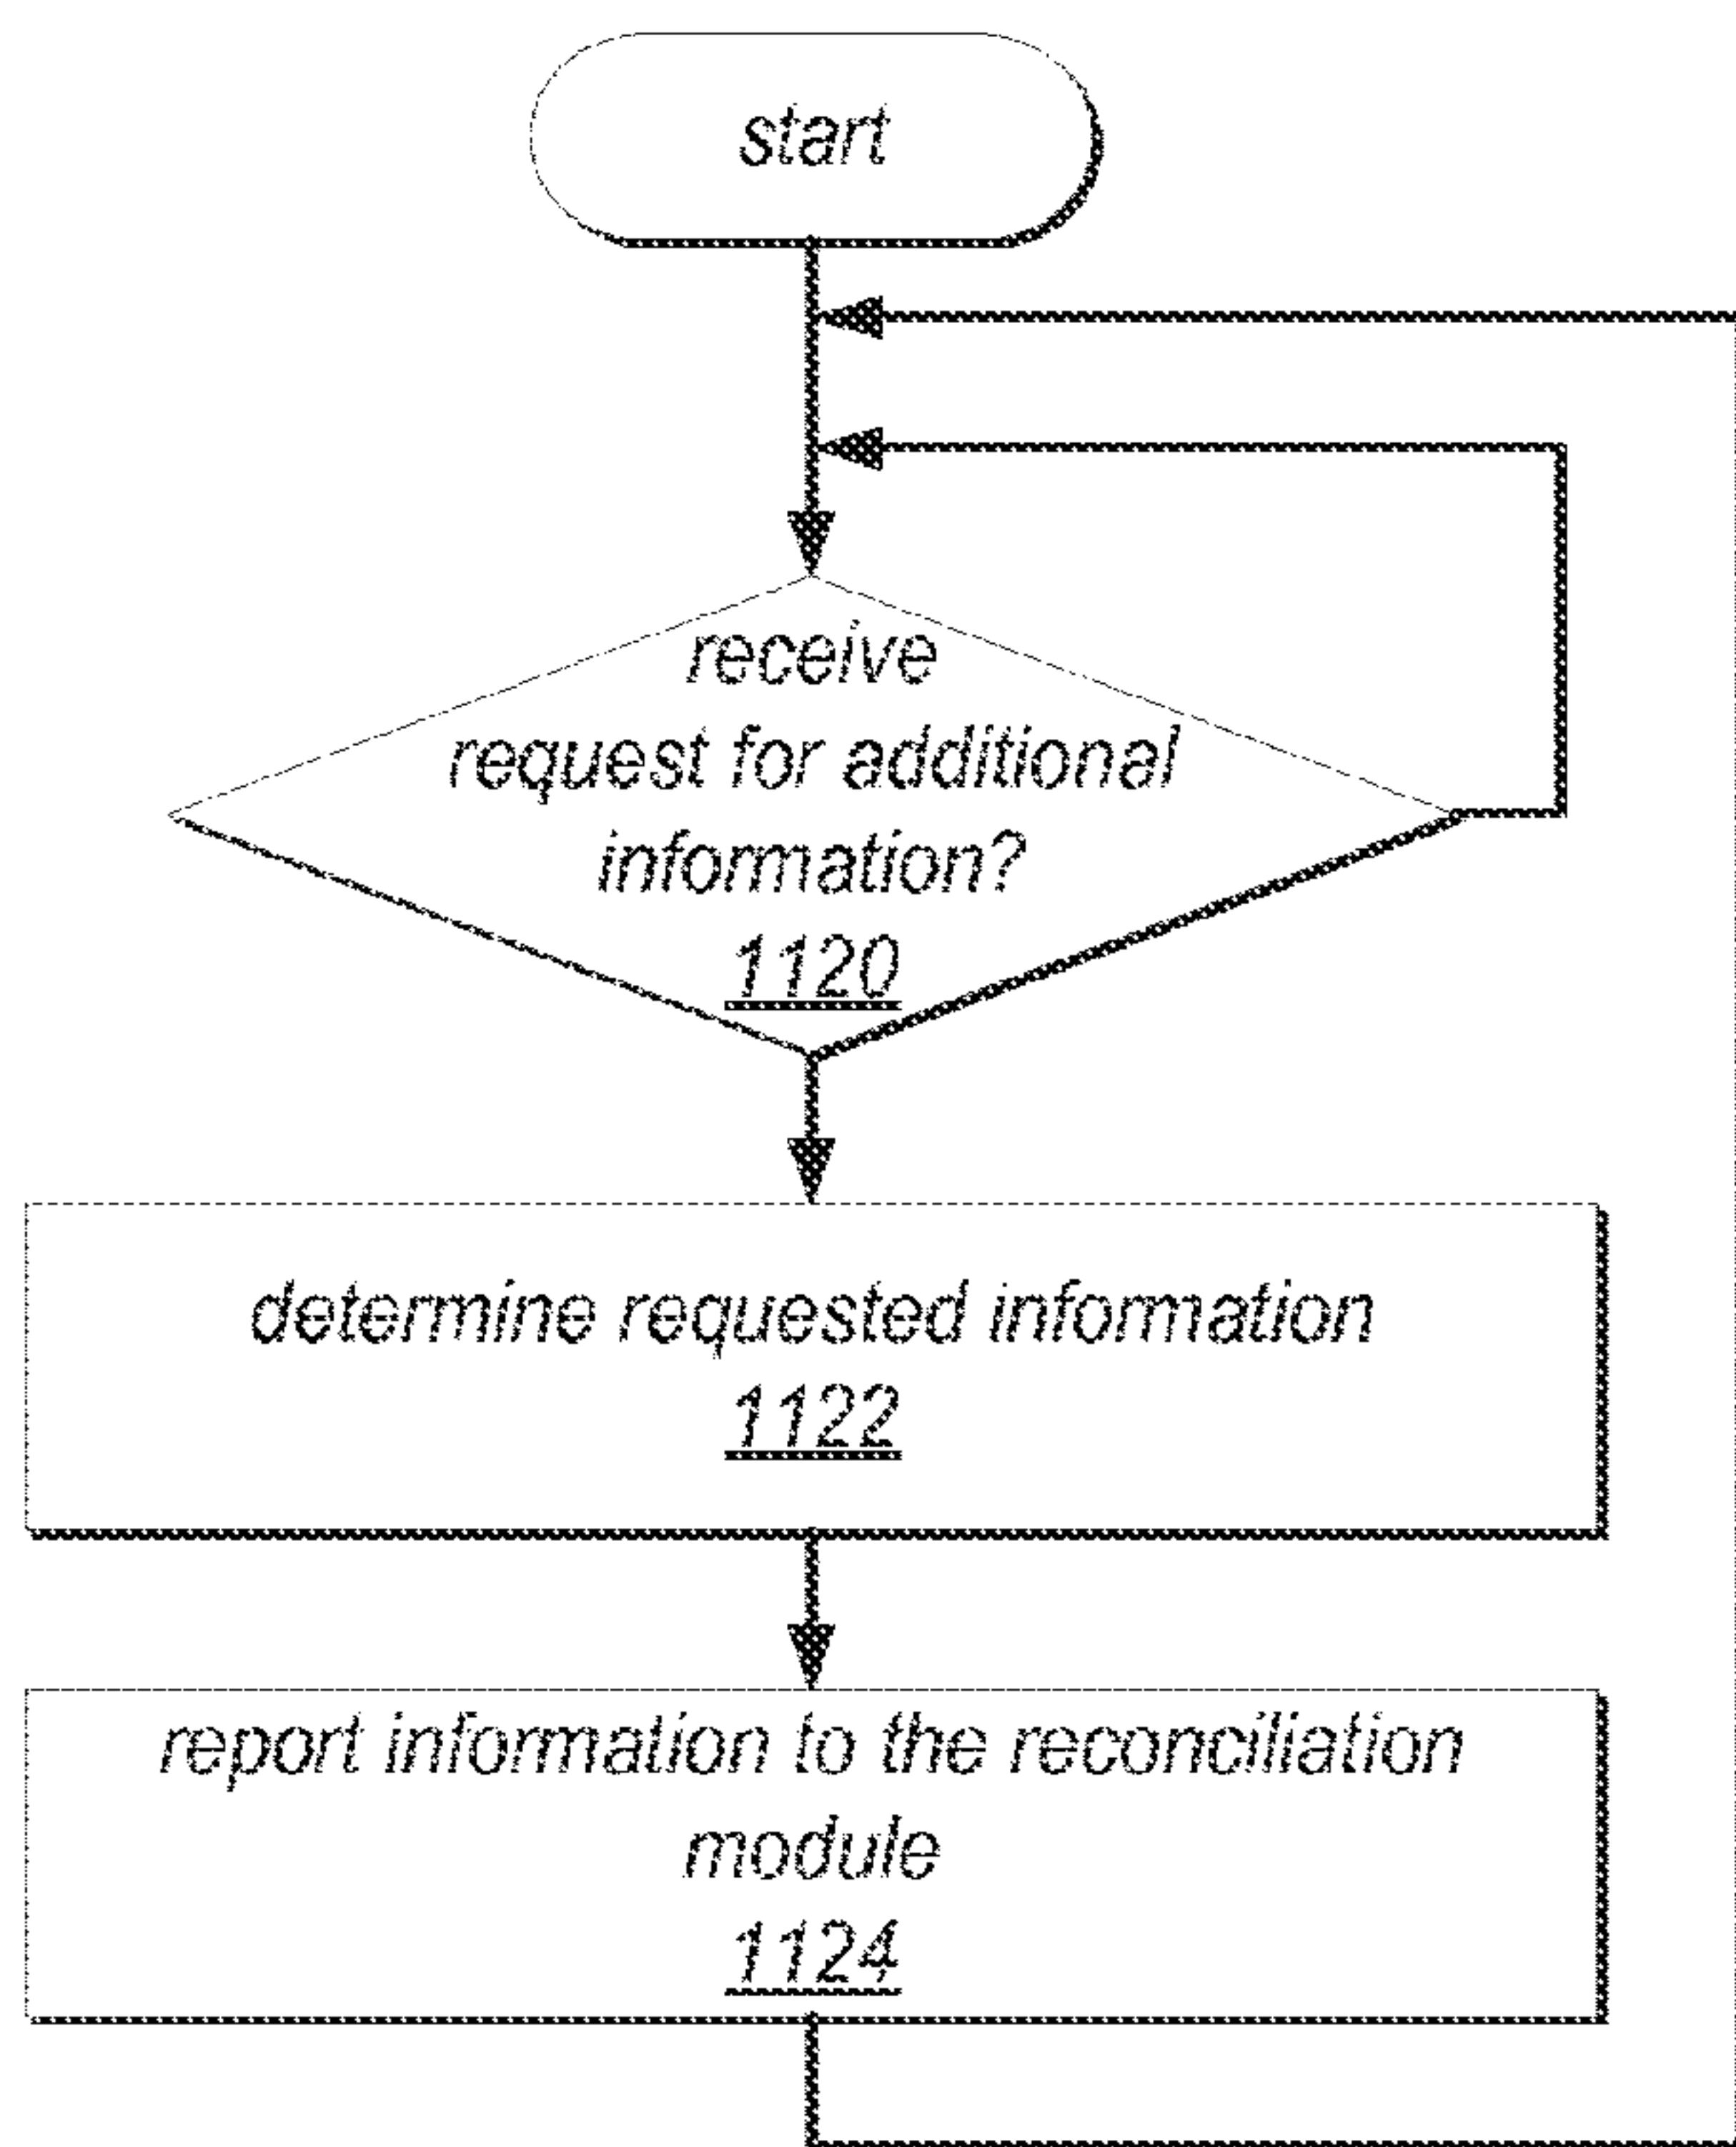 start
receive
request for additional
information?
1120
determine requested information
1122
report information to the reconciliation
module
1124